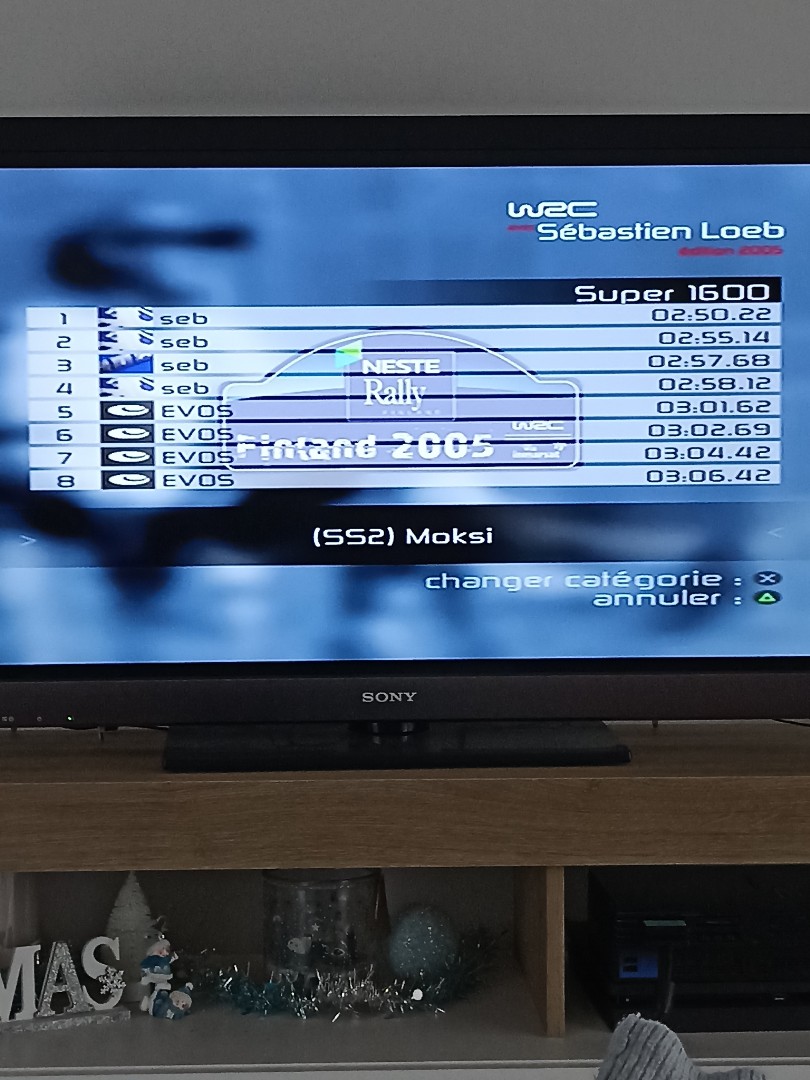 WRC
avec Sébastien Loeb
édition 2005
Super 1600
1 seb 02:50.22
2 seb 02:55.14
3 seb 02:57.68
4 seb 02:58.12
5 EVOS 03:01.62
6 EVOS 03:02.69
7 EVOS 03:04.42
8 EVOS 03:06.42
NESTE
Rally
FINLAND
WRC
Finland 2005
> (SS2) Moksi <
changer catégorie :
annuler :
SONY
MAS